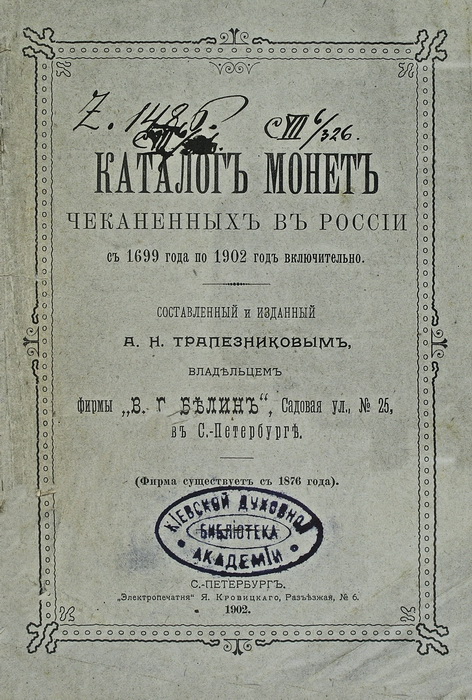 Z. 1486.
CVII 6/326.
КАТАЛОГЪ МОНЕТЪ
ЧЕКАНЕННЫХЪ ВЪ РОССІИ
съ 1699 года по 1902 годъ включительно.
СОСТАВЛЕННЫЙ и ИЗДАННЫЙ
А. Н. ТРАПЕЗНИКОВЫМЪ,
ВЛАДѢЛЬЦЕМЪ
фирмы „В. Г БѢЛИНЪ“, Садовая ул., № 25,
въ С.-Петербургѣ.
(Фирма существуетъ съ 1876 года).
КІЕВСКОЙ ДУХОВНОЙ
БИБЛІОТЕКА
АКАДЕМІИ
С.-ПЕТЕРБУРГЪ.
„Электропечатня“ Я. Кровицкаго, Разъѣзжая, № 6.
1902.